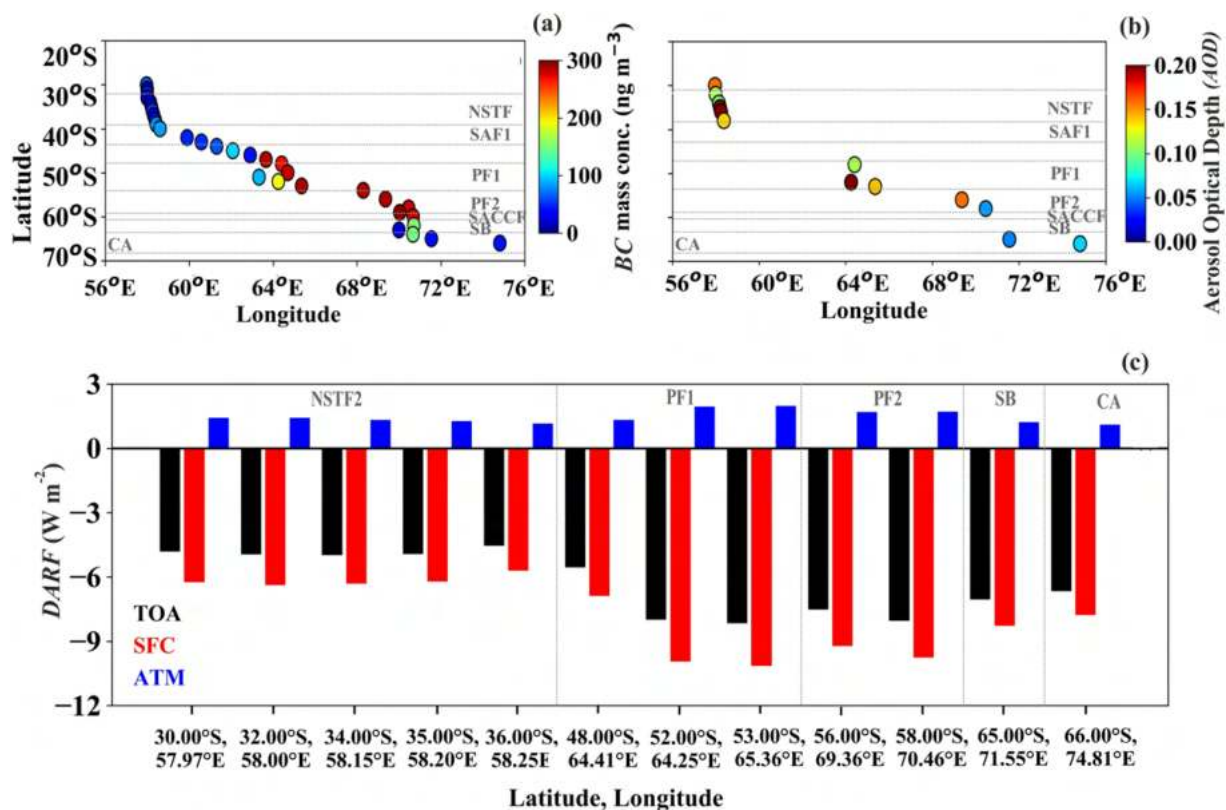 (a)
20°S
30°S
40°S
50°S
60°S
70°S
Latitude
NSTF
SAF1
PF1
PF2
SACCF
SB
CA
56°E 60°E 64°E 68°E 72°E 76°E
Longitude
300
200
100
0
BC mass conc. (ng m⁻³)
(b)
NSTF
SAF1
PF1
PF2
SACCF
SB
CA
56°E 60°E 64°E 68°E 72°E 76°E
Longitude
0.20
0.15
0.10
0.05
0.00
Aerosol Optical Depth (AOD)
(c)
3
0
−3
−6
−9
−12
DARF (W m⁻²)
NSTF2 PF1 PF2 SB CA
TOA
SFC
ATM
30.00°S, 32.00°S, 34.00°S, 35.00°S, 36.00°S, 48.00°S, 52.00°S, 53.00°S, 56.00°S, 58.00°S, 65.00°S, 66.00°S,
57.97°E 58.00°E 58.15°E 58.20°E 58.25E 64.41°E 64.25°E 65.36°E 69.36°E 70.46°E 71.55°E 74.81°E
Latitude, Longitude